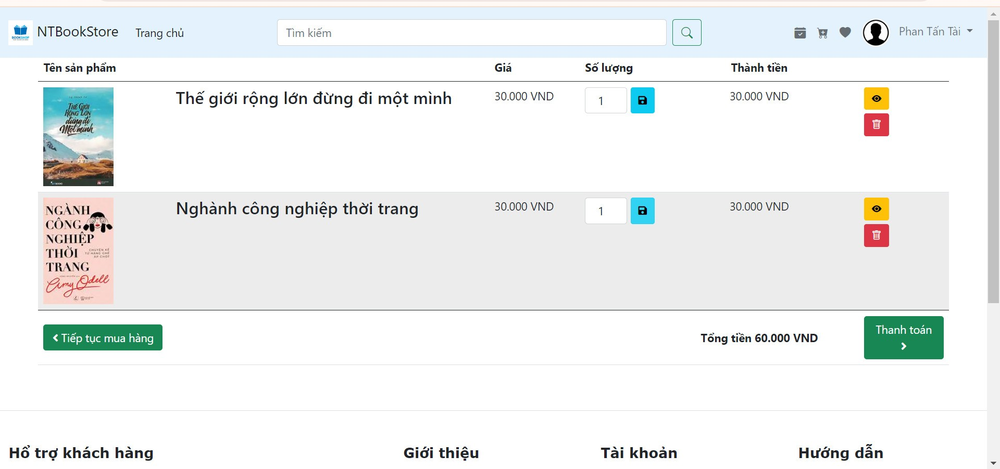 BOOKSHOP
NTBookStore
Trang chủ
Tìm kiếm
Phan Tấn Tài
Tên sản phẩm
Giá
Số lượng
Thành tiền
THẾ GIỚI
RỘNG LỚN
đừng đi
Một mình
Thế giới rộng lớn đừng đi một mình
30.000 VND
1
30.000 VND
NGÀNH
CÔNG
NGHIỆP
THỜI
TRANG
CHUYỆN KỂ
TỪ HÀNG GHẾ
ÁP CHÓT
Amy Odell
Nghành công nghiệp thời trang
30.000 VND
1
30.000 VND
Tiếp tục mua hàng
Tổng tiền 60.000 VND
Thanh toán
Hổ trợ khách hàng
Giới thiệu
Tài khoản
Hướng dẫn